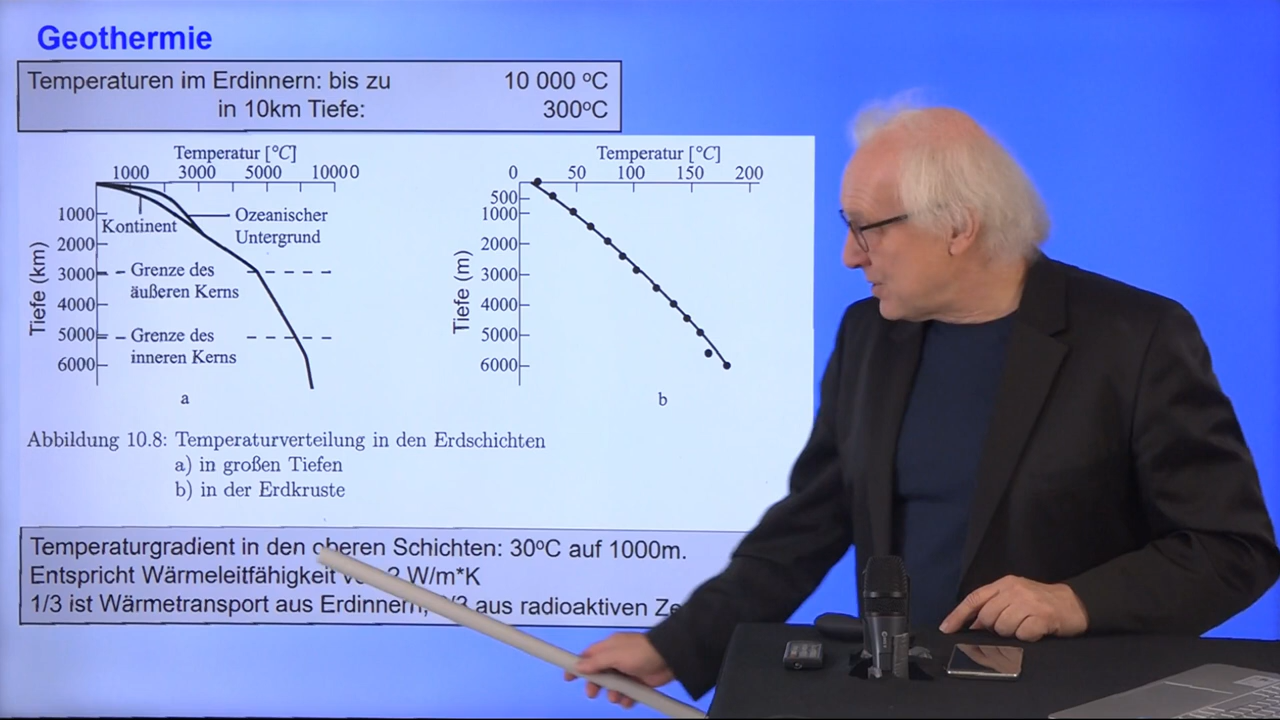 Geothermie
Temperaturen im Erdinnern: bis zu 10 000 °C
in 10km Tiefe: 300°C
Temperatur [°C]
1000 3000 5000 10000
1000
2000
3000
4000
5000
6000
Tiefe (km)
Kontinent
Ozeanischer
Untergrund
Grenze des
äußeren Kerns
Grenze des
inneren Kerns
a
Temperatur [°C]
0 50 100 150 200
500
1000
2000
3000
4000
5000
6000
Tiefe (m)
b
Abbildung 10.8: Temperaturverteilung in den Erdschichten
a) in großen Tiefen
b) in der Erdkruste
Temperaturgradient in den oberen Schichten: 30°C auf 1000m.
Entspricht Wärmeleitfähigkeit 2 W/m*K
1/3 ist Wärmetransport aus Erdinnern, aus radioaktiven